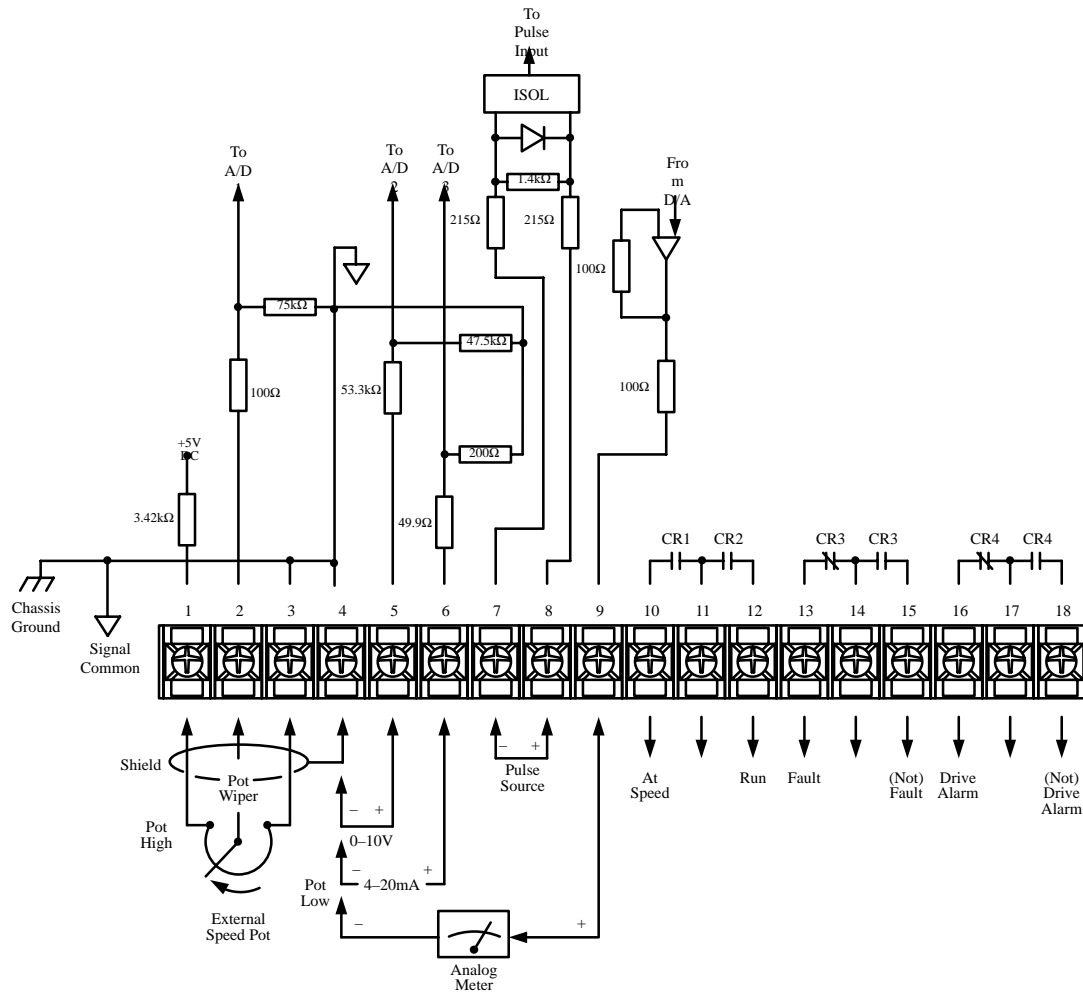 To
Pulse
Input
ISOL
To
A/D
1
To
A/D
2
To
A/D
3
From
D/A
1.4kΩ
215Ω
215Ω
100Ω
75kΩ
47.5kΩ
100Ω
53.3kΩ
100Ω
+5V
DC
200Ω
3.42kΩ
49.9Ω
CR1
CR2
CR3
CR3
CR4
CR4
Chassis
Ground
Signal
Common
1
2
3
4
5
6
7
8
9
10
11
12
13
14
15
16
17
18
Shield
Pot
Wiper
Pot
High
External
Speed Pot
– +
0–10V
– +
4–20mA
Pot
Low
– +
Analog
Meter
– +
Pulse
Source
At
Speed
Run
Fault
(Not)
Fault
Drive
Alarm
(Not)
Drive
Alarm